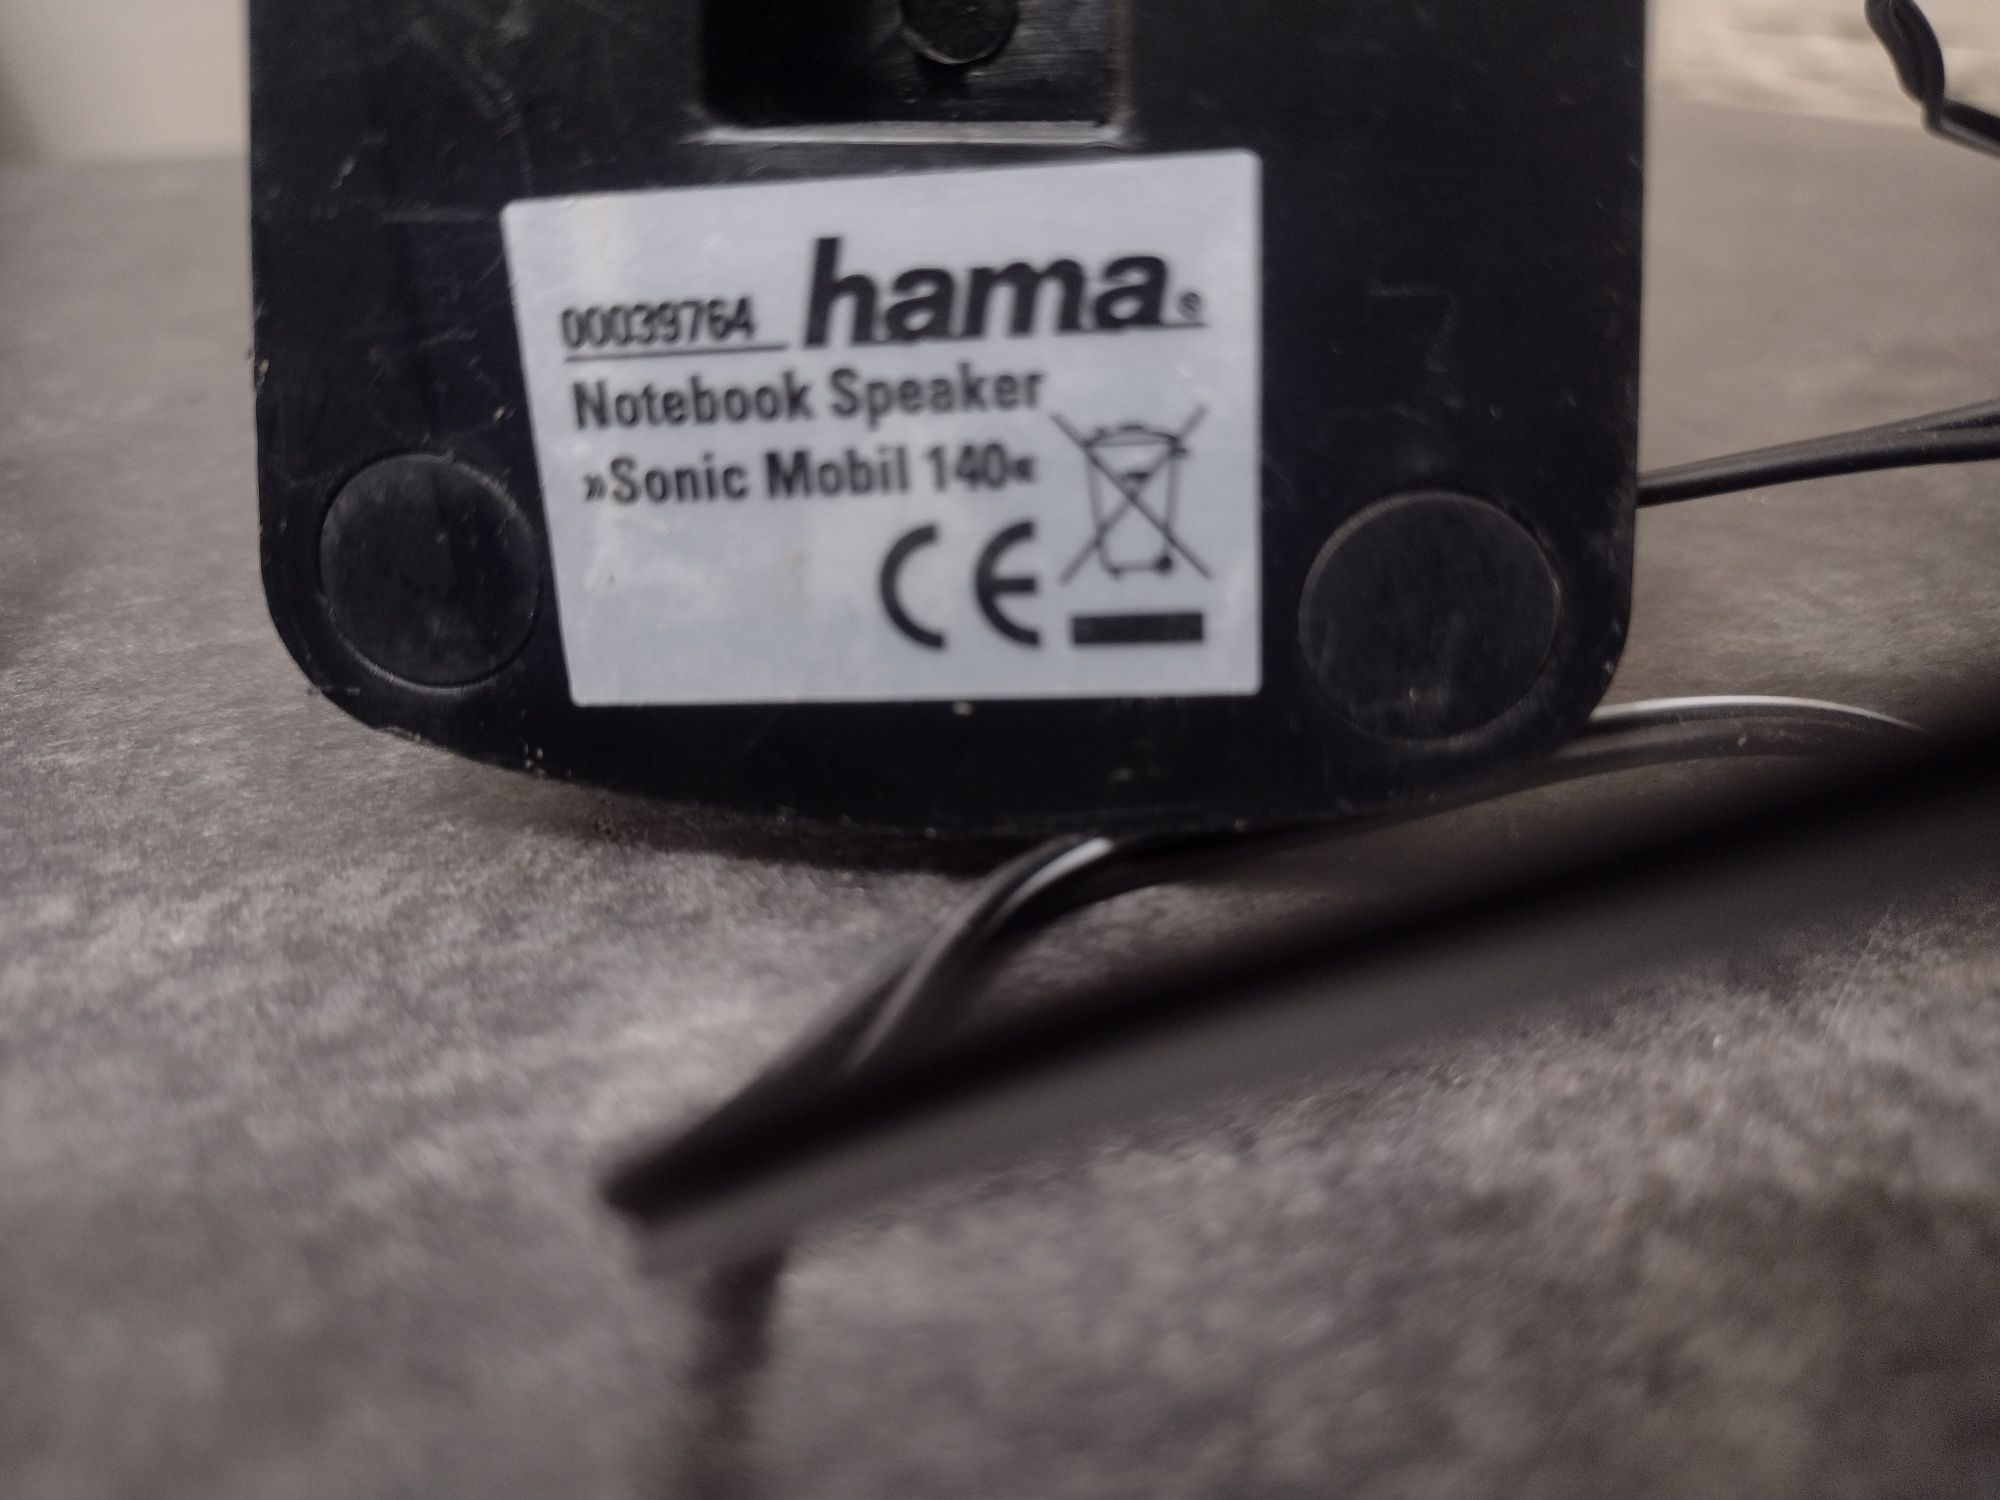 00039764 hama®
Notebook Speaker
»Sonic Mobil 140«
CE